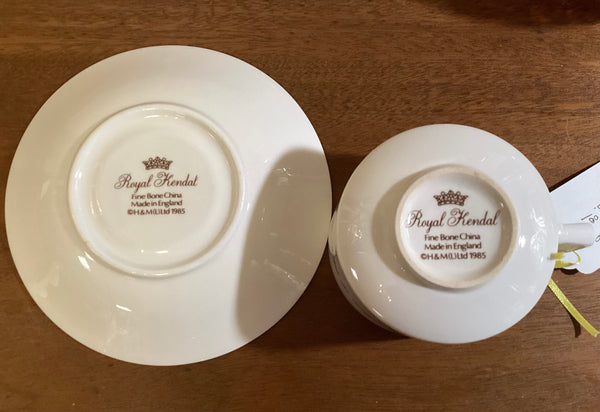 Royal Kendal
Fine Bone China
Made in England
©H&M(L)Ltd 1985
Royal Kendal
Fine Bone China
Made in England
©H&M(L)Ltd 1985